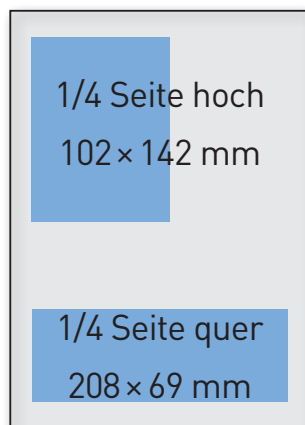 1/4 Seite hoch
102 × 142 mm
1/4 Seite quer
208 × 69 mm